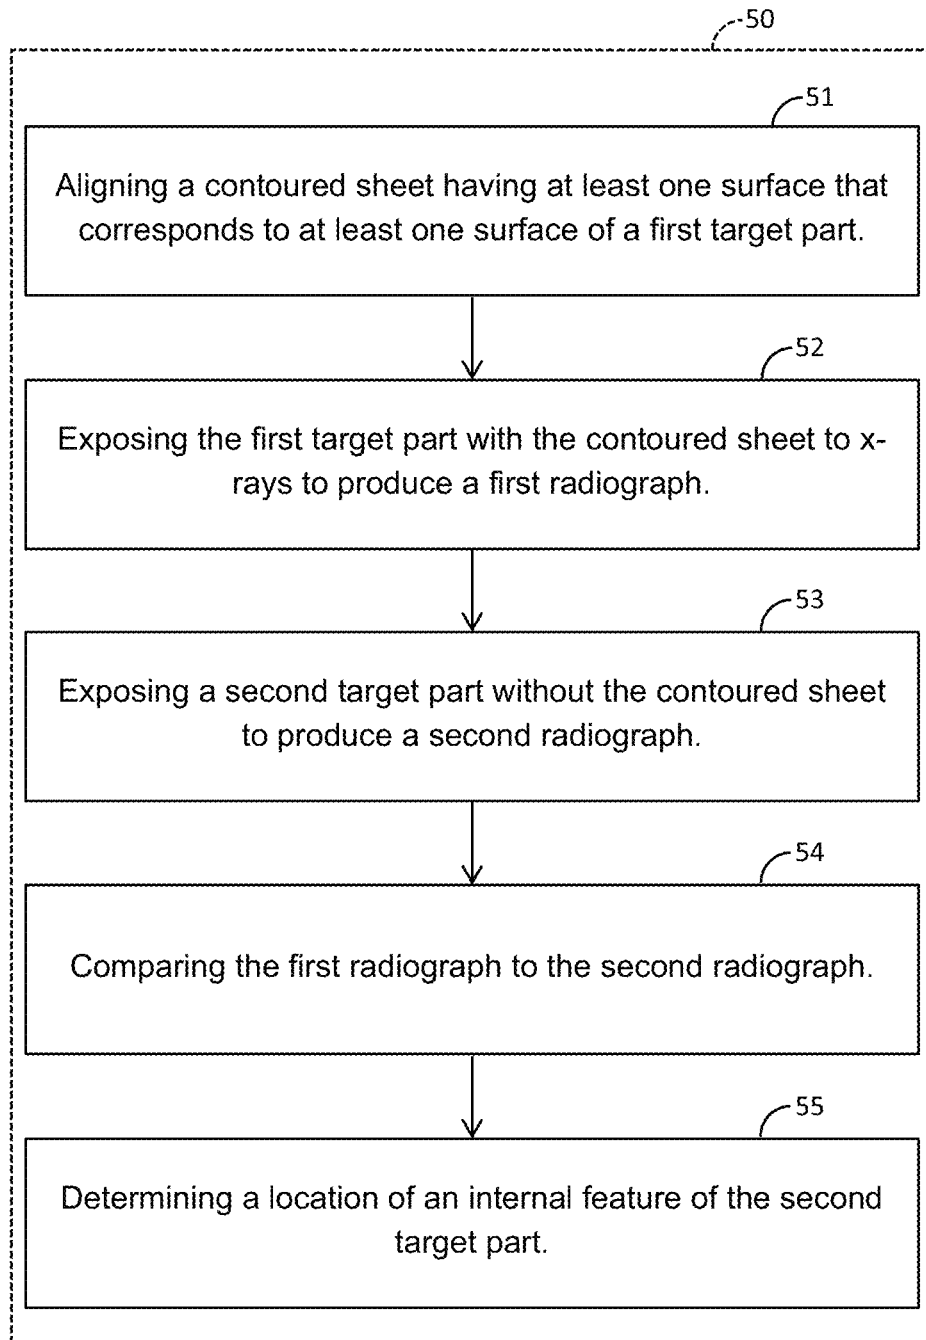 50
51
Aligning a contoured sheet having at least one surface that
corresponds to at least one surface of a first target part.
52
Exposing the first target part with the contoured sheet to x-
rays to produce a first radiograph.
53
Exposing a second target part without the contoured sheet
to produce a second radiograph.
54
Comparing the first radiograph to the second radiograph.
55
Determining a location of an internal feature of the second
target part.